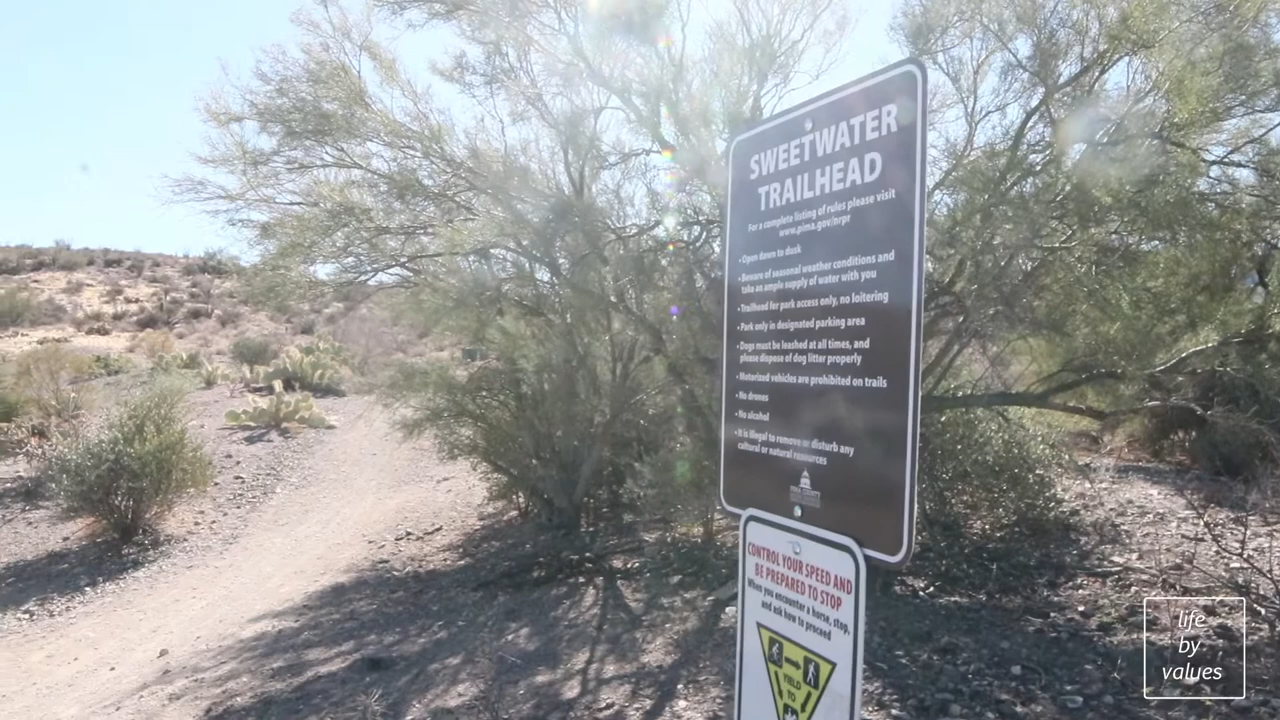 SWEETWATER
TRAILHEAD
For a complete listing of rules please visit
www.pima.gov/nrpr
• Open dawn to dusk
• Beware of seasonal weather conditions and
take an ample supply of water with you
• Trailhead for park access only, no loitering
• Park only in designated parking area
• Dogs must be leashed at all times, and
please dispose of dog litter properly
• Motorized vehicles are prohibited on trails
• No drones
• No alcohol
• It is illegal to remove or disturb any
cultural or natural resources
PIMA COUNTY
CONTROL YOUR SPEED AND
BE PREPARED TO STOP
When you encounter a horse, stop,
and ask how to proceed
YIELD
TO
life
by
values